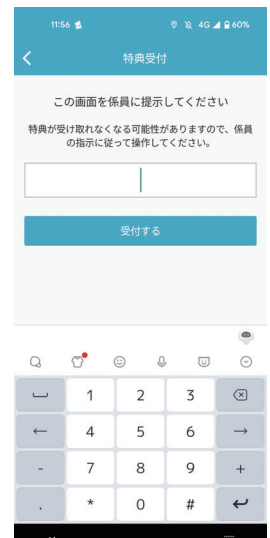 11:56 4G 60%
特典受付
この画面を係員に提示してください
特典が受け取れなくなる可能性がありますので、係員
の指示に従って操作してください。
受付する
1 2 3
← 4 5 6 →
- 7 8 9 +
. * 0 #